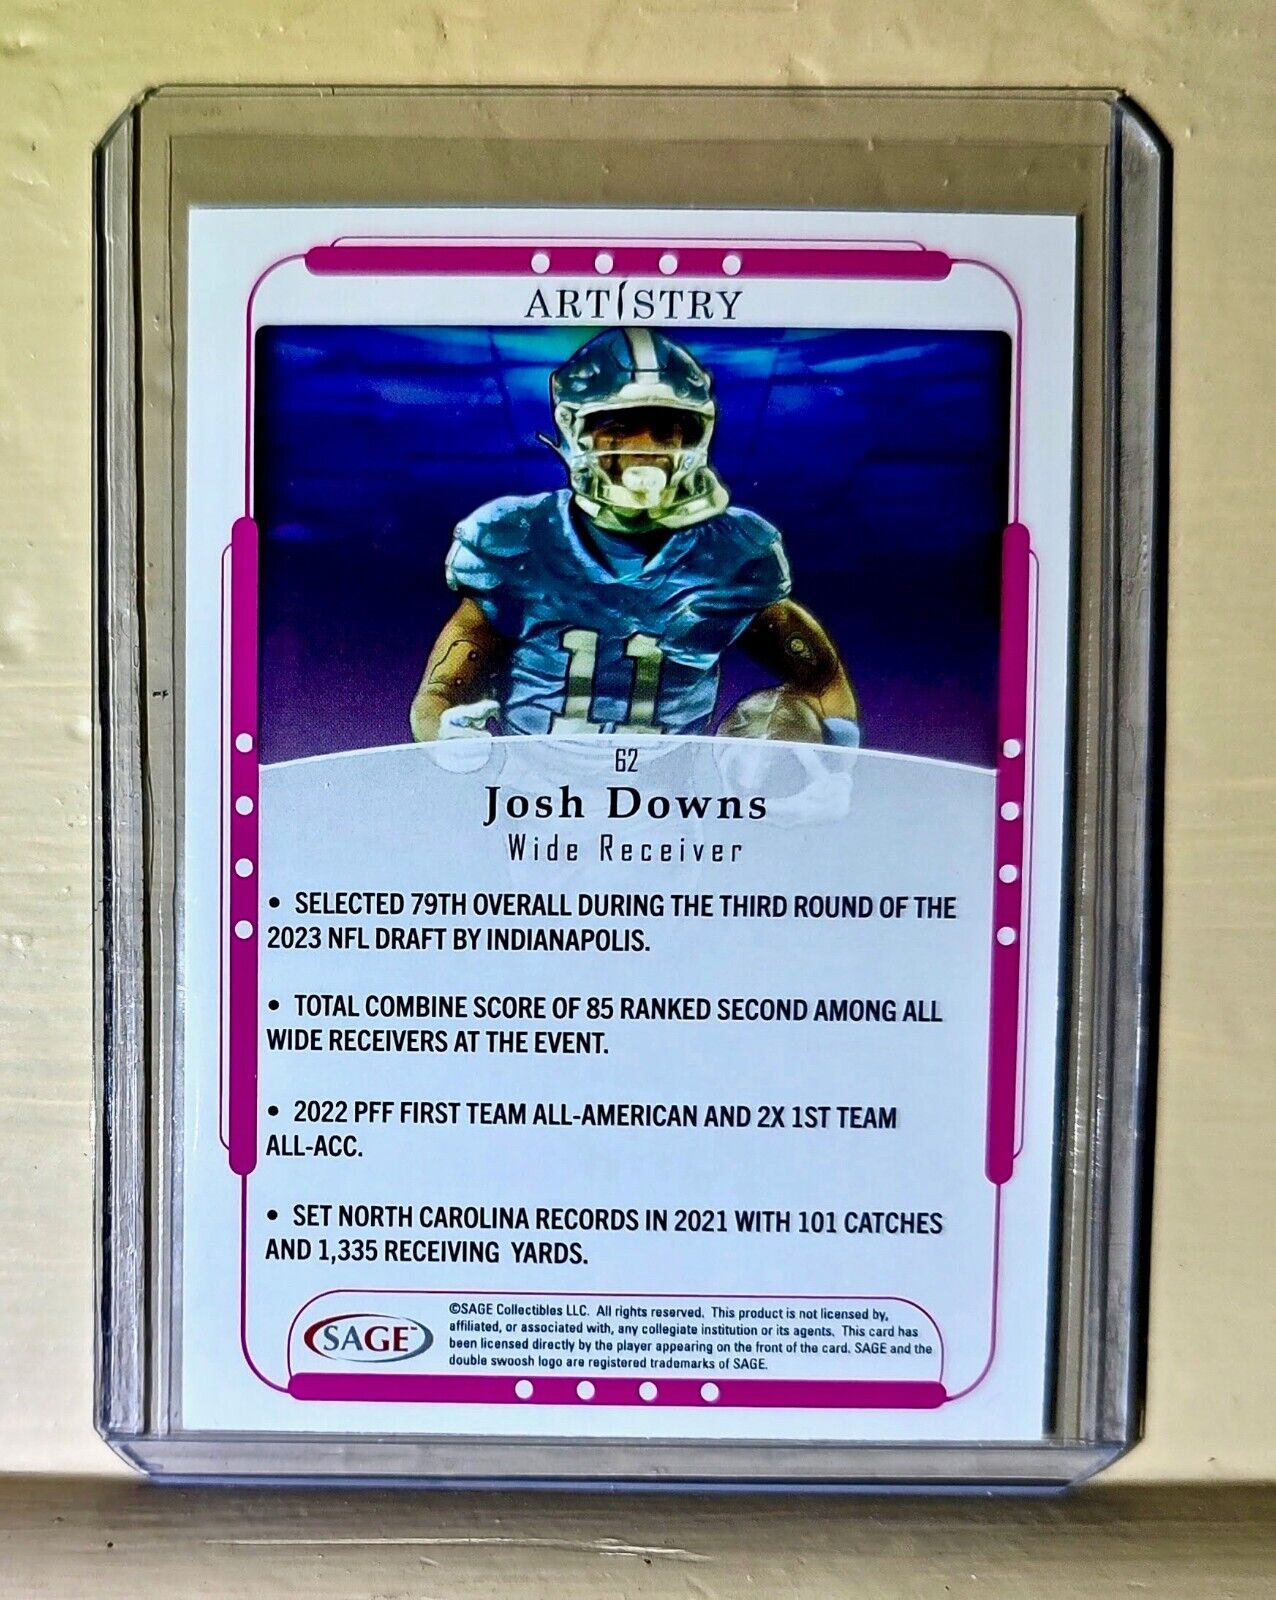 ARTISTRY
11
62
Josh Downs
Wide Receiver
• SELECTED 79TH OVERALL DURING THE THIRD ROUND OF THE
2023 NFL DRAFT BY INDIANAPOLIS.
• TOTAL COMBINE SCORE OF 85 RANKED SECOND AMONG ALL
WIDE RECEIVERS AT THE EVENT.
• 2022 PFF FIRST TEAM ALL-AMERICAN AND 2X 1ST TEAM
ALL-ACC.
• SET NORTH CAROLINA RECORDS IN 2021 WITH 101 CATCHES
AND 1,335 RECEIVING YARDS.
SAGE™
©SAGE Collectibles LLC. All rights reserved. This product is not licensed by,
affiliated, or associated with, any collegiate institution or its agents. This card has
been licensed directly by the player appearing on the front of the card. SAGE and the
double swoosh logo are registered trademarks of SAGE.